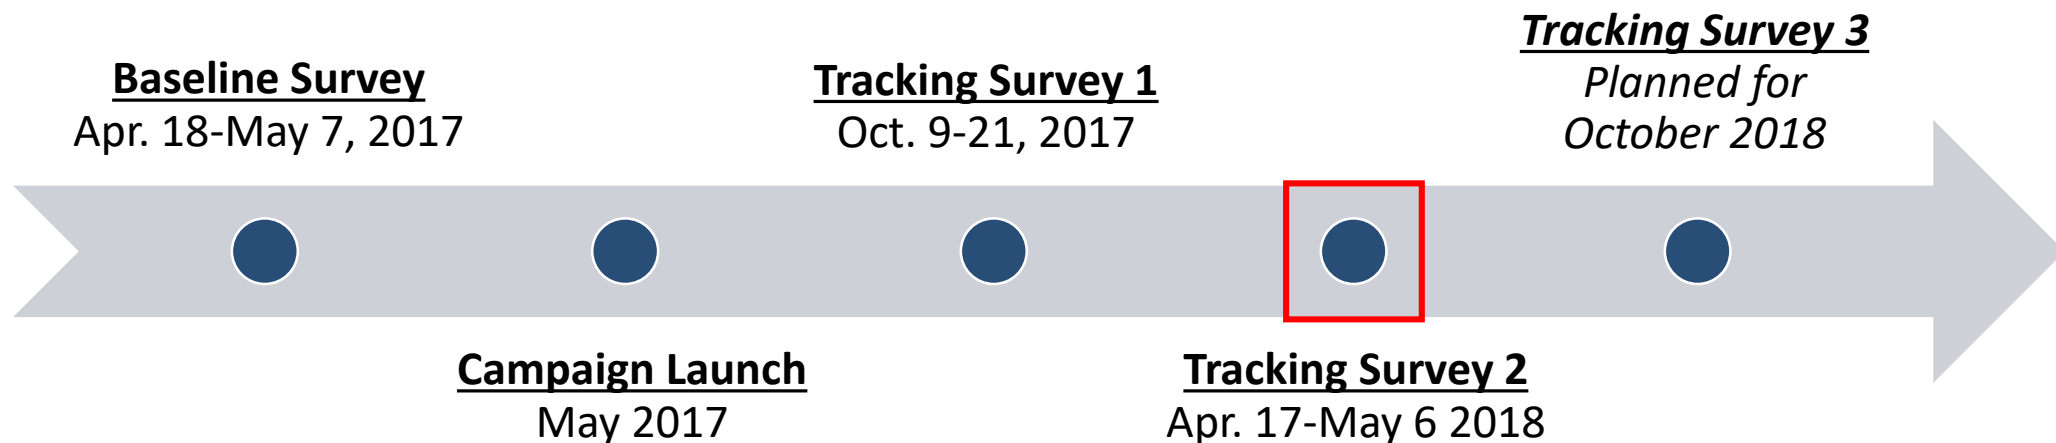 Baseline Survey
Apr. 18-May 7, 2017
Campaign Launch
May 2017
Tracking Survey 1
Oct. 9-21, 2017
Tracking Survey 2
Apr. 17-May 6 2018
Tracking Survey 3
Planned for
October 2018